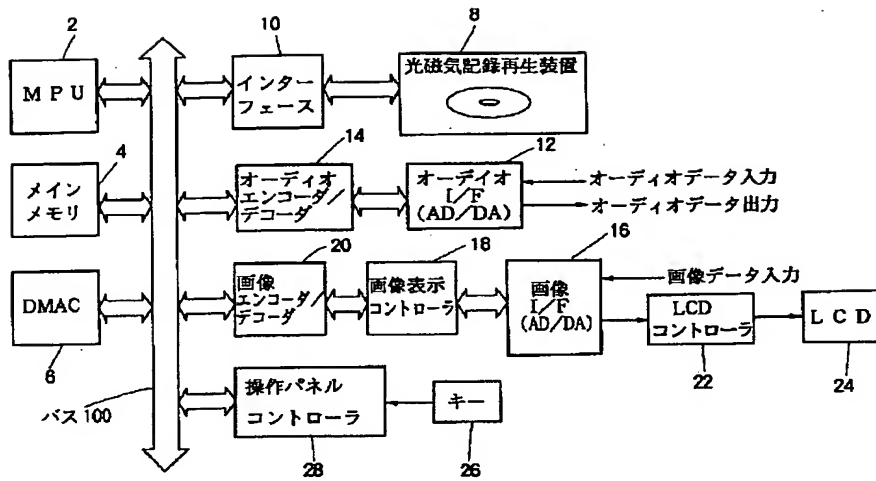 2
10
8
MPU
インター
フェース
光磁気記録再生装置
4
14
12
メイン
メモリ
オーディオ
エンコーダ/
デコーダ
オーデイオ
I/F
(AD/DA)
オーディオデータ入力
オーディオデータ出力
20
18
16
DMAC
画像
エンコーダ/
デコーダ
画像表示
コントローラ
画像
I/F
(AD/DA)
画像データ入力
LCD
コントローラ
LCD
6
22
24
バス100
操作パネル
コントローラ
キー
28
26